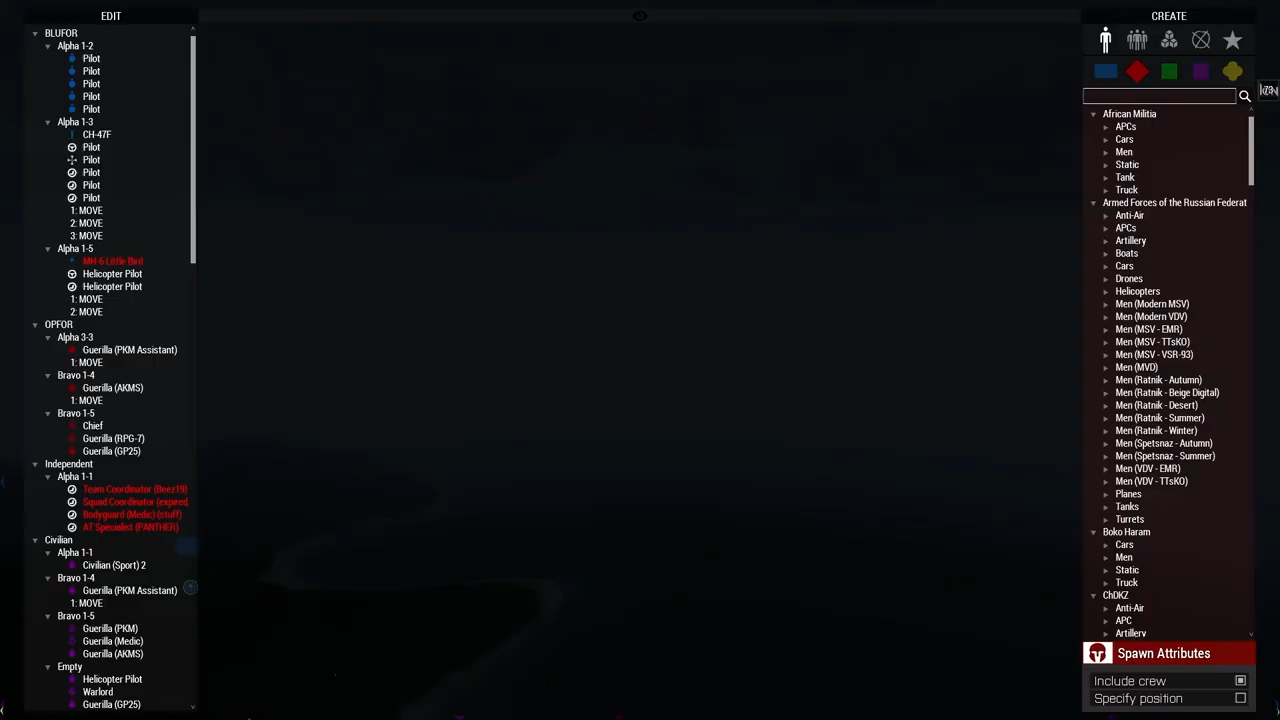 EDIT
BLUFOR
Alpha 1-2
Pilot
Pilot
Pilot
Pilot
Pilot
Alpha 1-3
CH-47F
Pilot
Pilot
Pilot
Pilot
Pilot
1: MOVE
2: MOVE
3: MOVE
Alpha 1-5
MH-6 Little Bird
Helicopter Pilot
Helicopter Pilot
1: MOVE
2: MOVE
OPFOR
Alpha 3-3
Guerilla (PKM Assistant)
1: MOVE
Bravo 1-4
Guerilla (AKMS)
1: MOVE
Bravo 1-5
Chief
Guerilla (RPG-7)
Guerilla (GP25)
Independent
Alpha 1-1
Team Coordinator (Beez19)
Squad Coordinator (expired
Bodyguard (Medic) (stuff)
AT Specialist (PANTHER)
Civilian
Alpha 1-1
Civilian (Sport) 2
Bravo 1-4
Guerilla (PKM Assistant)
1: MOVE
Bravo 1-5
Guerilla (PKM)
Guerilla (Medic)
Guerilla (AKMS)
Empty
Helicopter Pilot
Warlord
Guerilla (GP25)
CREATE
African Militia
APCs
Cars
Men
Static
Tank
Truck
Armed Forces of the Russian Federat
Anti-Air
APCs
Artillery
Boats
Cars
Drones
Helicopters
Men (Modern MSV)
Men (Modern VDV)
Men (MSV - EMR)
Men (MSV - TTsKO)
Men (MSV - VSR-93)
Men (MVD)
Men (Ratnik - Autumn)
Men (Ratnik - Beige Digital)
Men (Ratnik - Desert)
Men (Ratnik - Summer)
Men (Ratnik - Winter)
Men (Spetsnaz - Autumn)
Men (Spetsnaz - Summer)
Men (VDV - EMR)
Men (VDV - TTsKO)
Planes
Tanks
Turrets
Boko Haram
Cars
Men
Static
Truck
ChDKZ
Anti-Air
APC
Artillery
Spawn Attributes
Include crew
Specify position